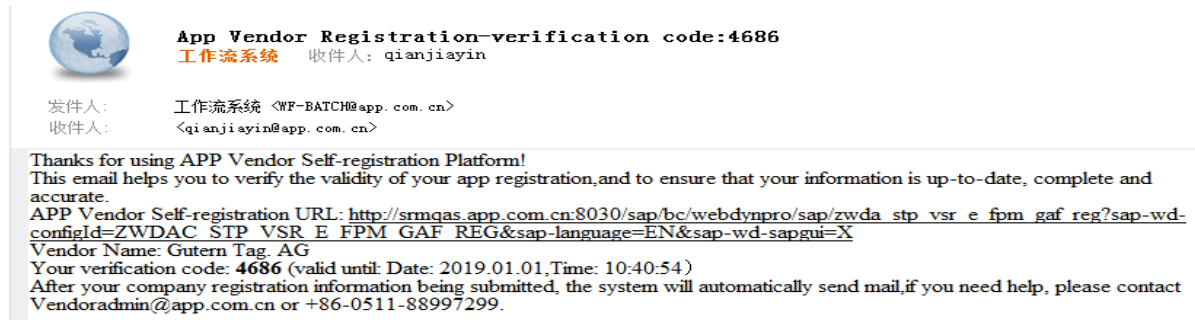 App Vendor Registration-verification code:4686
工作流系统 收件人: qianjiayin
发件人: 工作流系统 <WF-BATCH@app.com.cn>
收件人: <qianjiayin@app.com.cn>
Thanks for using APP Vendor Self-registration Platform!
This email helps you to verify the validity of your app registration,and to ensure that your information is up-to-date, complete and
accurate.
APP Vendor Self-registration URL: http://srmqas.app.com.cn:8030/sap/bc/webdynpro/sap/zwda_stp_vsr_e_fpm_gaf_reg?sap-wd-
configId=ZWDAC_STP_VSR_E_FPM_GAF_REG&sap-language=EN&sap-wd-sapgui=X
Vendor Name: Gutern Tag. AG
Your verification code: 4686 (valid until: Date: 2019.01.01,Time: 10:40:54）
After your company registration information being submitted, the system will automatically send mail,if you need help, please contact
Vendoradmin@app.com.cn or +86-0511-88997299.